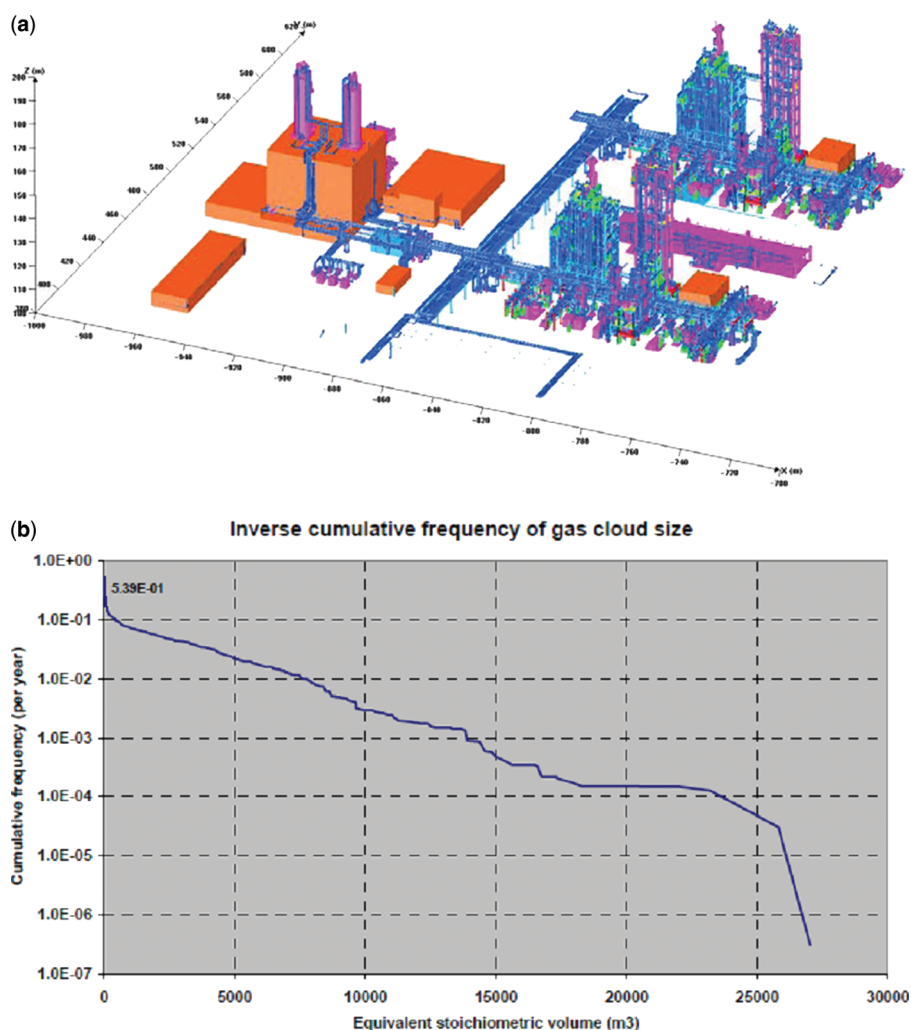 (a)
Y (m)
620
600
580
560
540
520
500
480
460
440
420
400
Z (m)
200
190
180
170
160
150
140
130
120
110
100
-1000
-980
-960
-940
-920
-900
-880
-860
-840
-820
-800
-780
-760
-740
-720
-700
X (m)
(b)
Inverse cumulative frequency of gas cloud size
Cumulative frequency (per year)
1.0E+00
5.39E-01
1.0E-01
1.0E-02
1.0E-03
1.0E-04
1.0E-05
1.0E-06
1.0E-07
0 5000 10000 15000 20000 25000 30000
Equivalent stoichiometric volume (m3)